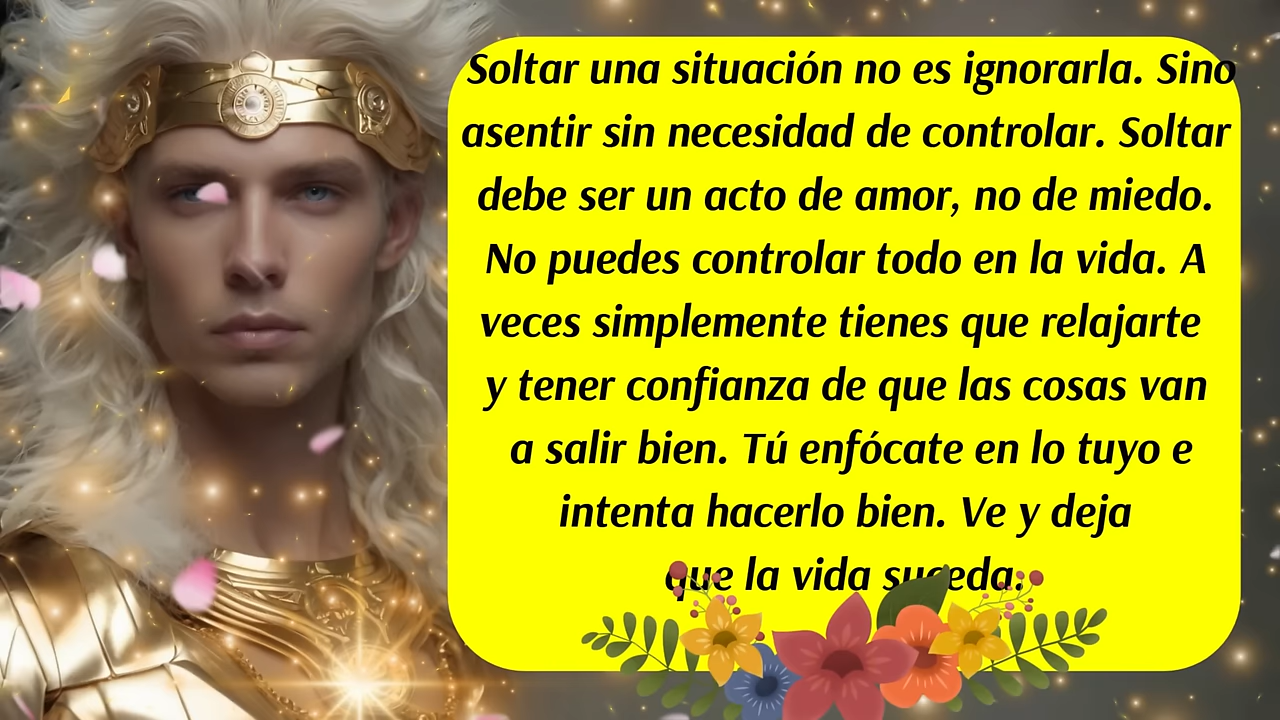 Soltar una situación no es ignorarla. Sino
asentir sin necesidad de controlar. Soltar
debe ser un acto de amor, no de miedo.
No puedes controlar todo en la vida. A
veces simplemente tienes que relajarte
y tener confianza de que las cosas van
a salir bien. Tú enfócate en lo tuyo e
intenta hacerlo bien. Ve y deja
que la vida suceda.